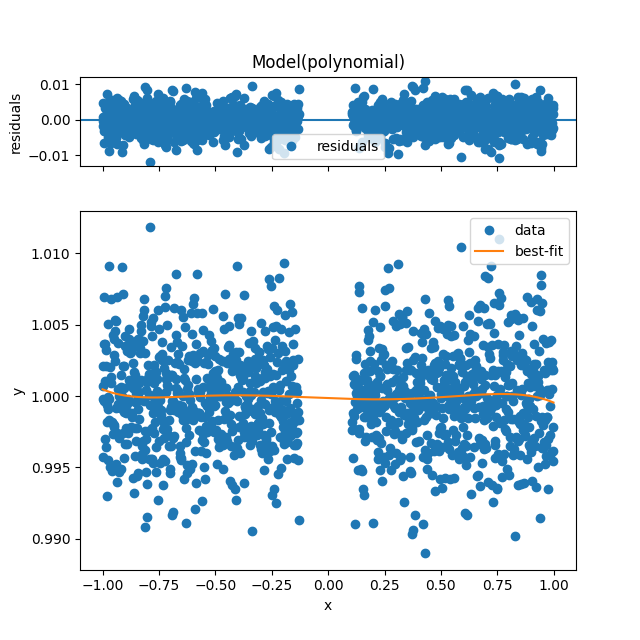 Model(polynomial)
residuals
0.01
0.00
−0.01
residuals
y
1.010
1.005
1.000
0.995
0.990
data
best-fit
−1.00 −0.75 −0.50 −0.25 0.00 0.25 0.50 0.75 1.00
x